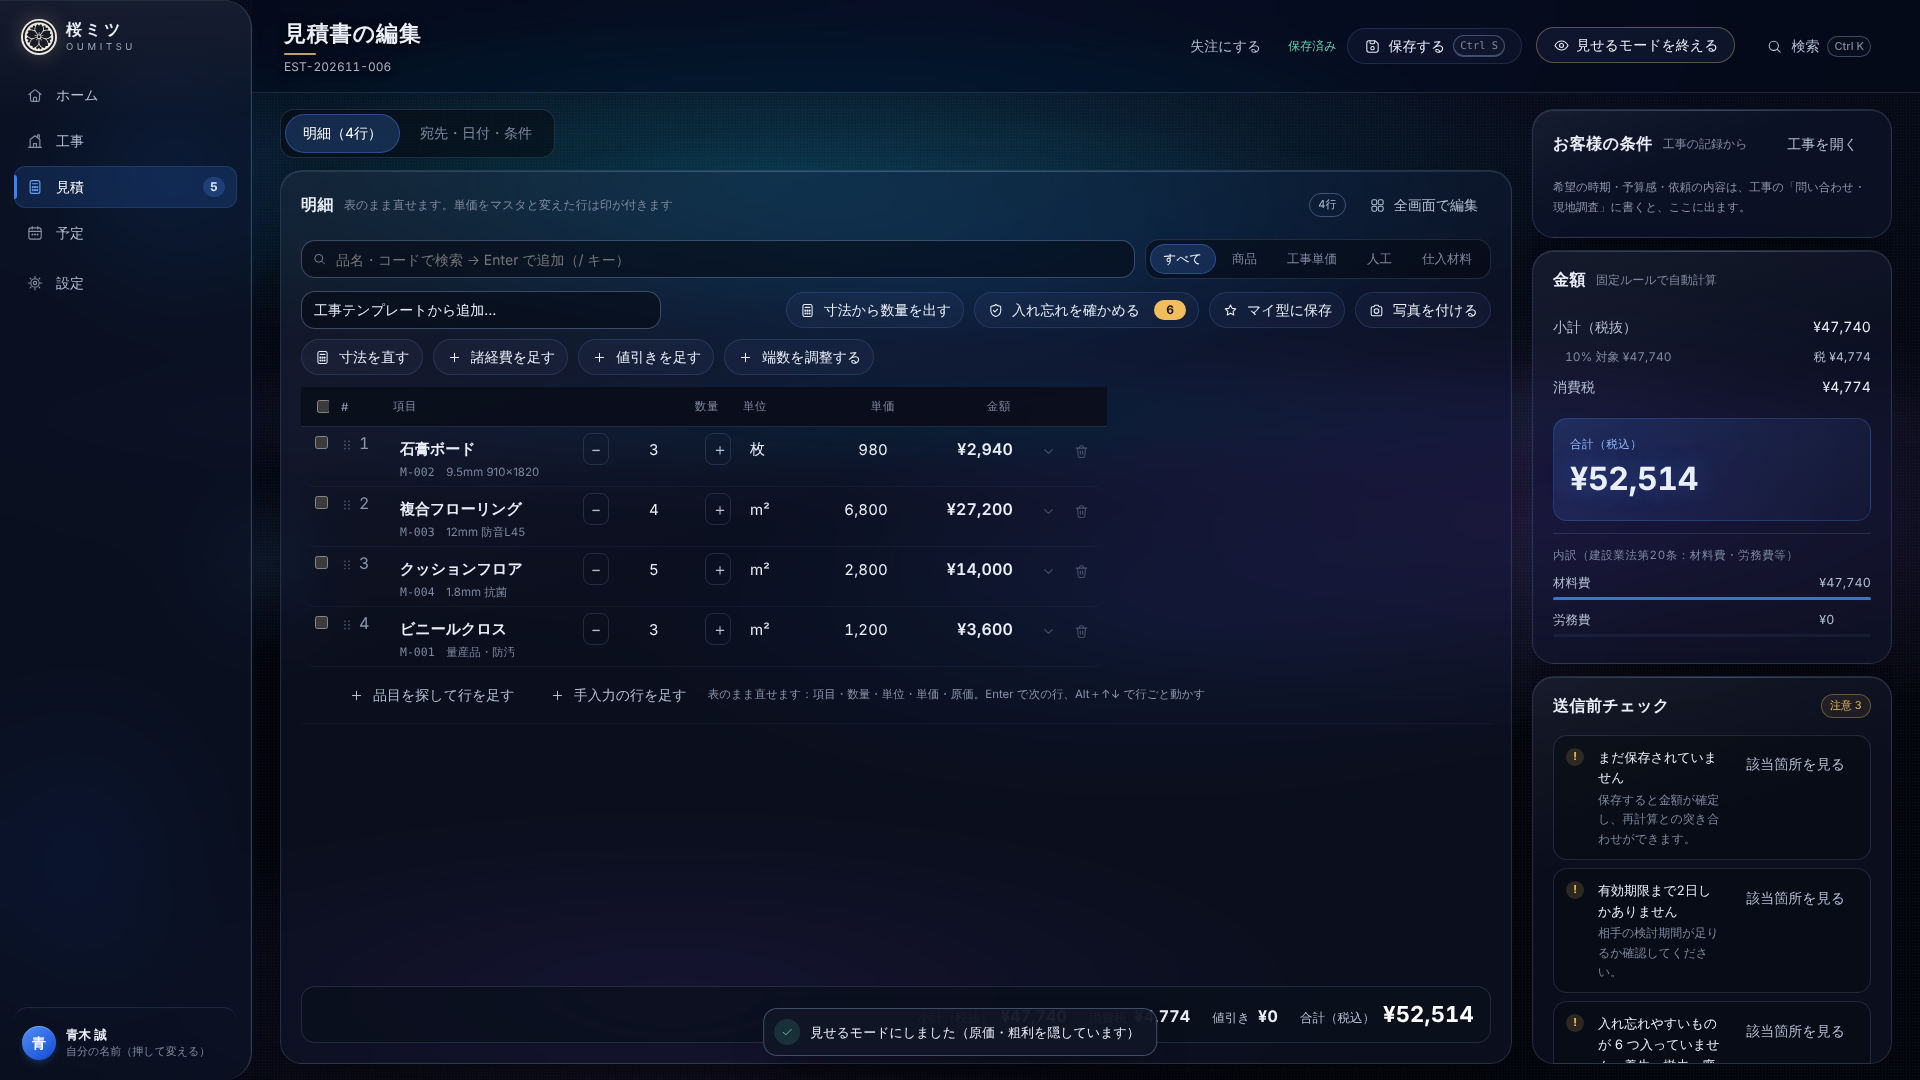 桜ミツ
OUMITSU
ホーム
工事
見積 5
予定
設定
青 青木 誠
自分の名前（押して変える）
見積書の編集
EST-202611-006
失注にする 保存済み 保存する Ctrl S 見せるモードを終える 検索 Ctrl K
明細（4行） 宛先・日付・条件
明細 表のまま直せます。単価をマスタと変えた行は印が付きます 4行 全画面で編集
品名・コードで検索 → Enter で追加（/ キー） すべて 商品 工事単価 人工 仕入材料
工事テンプレートから追加... 寸法から数量を出す 入れ忘れを確かめる 6 マイ型に保存 写真を付ける
寸法を直す + 諸経費を足す + 値引きを足す + 端数を調整する
# 項目 数量 単位 単価 金額
1 石膏ボード − 3 + 枚 980 ¥2,940
M-002 9.5mm 910×1820
2 複合フローリング − 4 + m² 6,800 ¥27,200
M-003 12mm 防音L45
3 クッションフロア − 5 + m² 2,800 ¥14,000
M-004 1.8mm 抗菌
4 ビニールクロス − 3 + m² 1,200 ¥3,600
M-001 量産品・防汚
+ 品目を探して行を足す + 手入力の行を足す 表のまま直せます：項目・数量・単位・単価・原価。Enter で次の行、Alt＋↑↓ で行ごと動かす
¥47,740 4,774 値引き ¥0 合計（税込） ¥52,514
見せるモードにしました（原価・粗利を隠しています）
お客様の条件 工事の記録から 工事を開く
希望の時期・予算感・依頼の内容は、工事の「問い合わせ・
現地調査」に書くと、ここに出ます。
金額 固定ルールで自動計算
小計（税抜） ¥47,740
10% 対象 ¥47,740 税 ¥4,774
消費税 ¥4,774
合計（税込）
¥52,514
内訳（建設業法第20条：材料費・労務費等）
材料費 ¥47,740
労務費 ¥0
送信前チェック 注意 3
! まだ保存されていま 該当箇所を見る
せん
保存すると金額が確定
し、再計算との突き合
わせができます。
! 有効期限まで2日し 該当箇所を見る
かありません
相手の検討期間が足り
るか確認してくださ
い。
! 入れ忘れやすいもの 該当箇所を見る
が 6 つ入っていませ